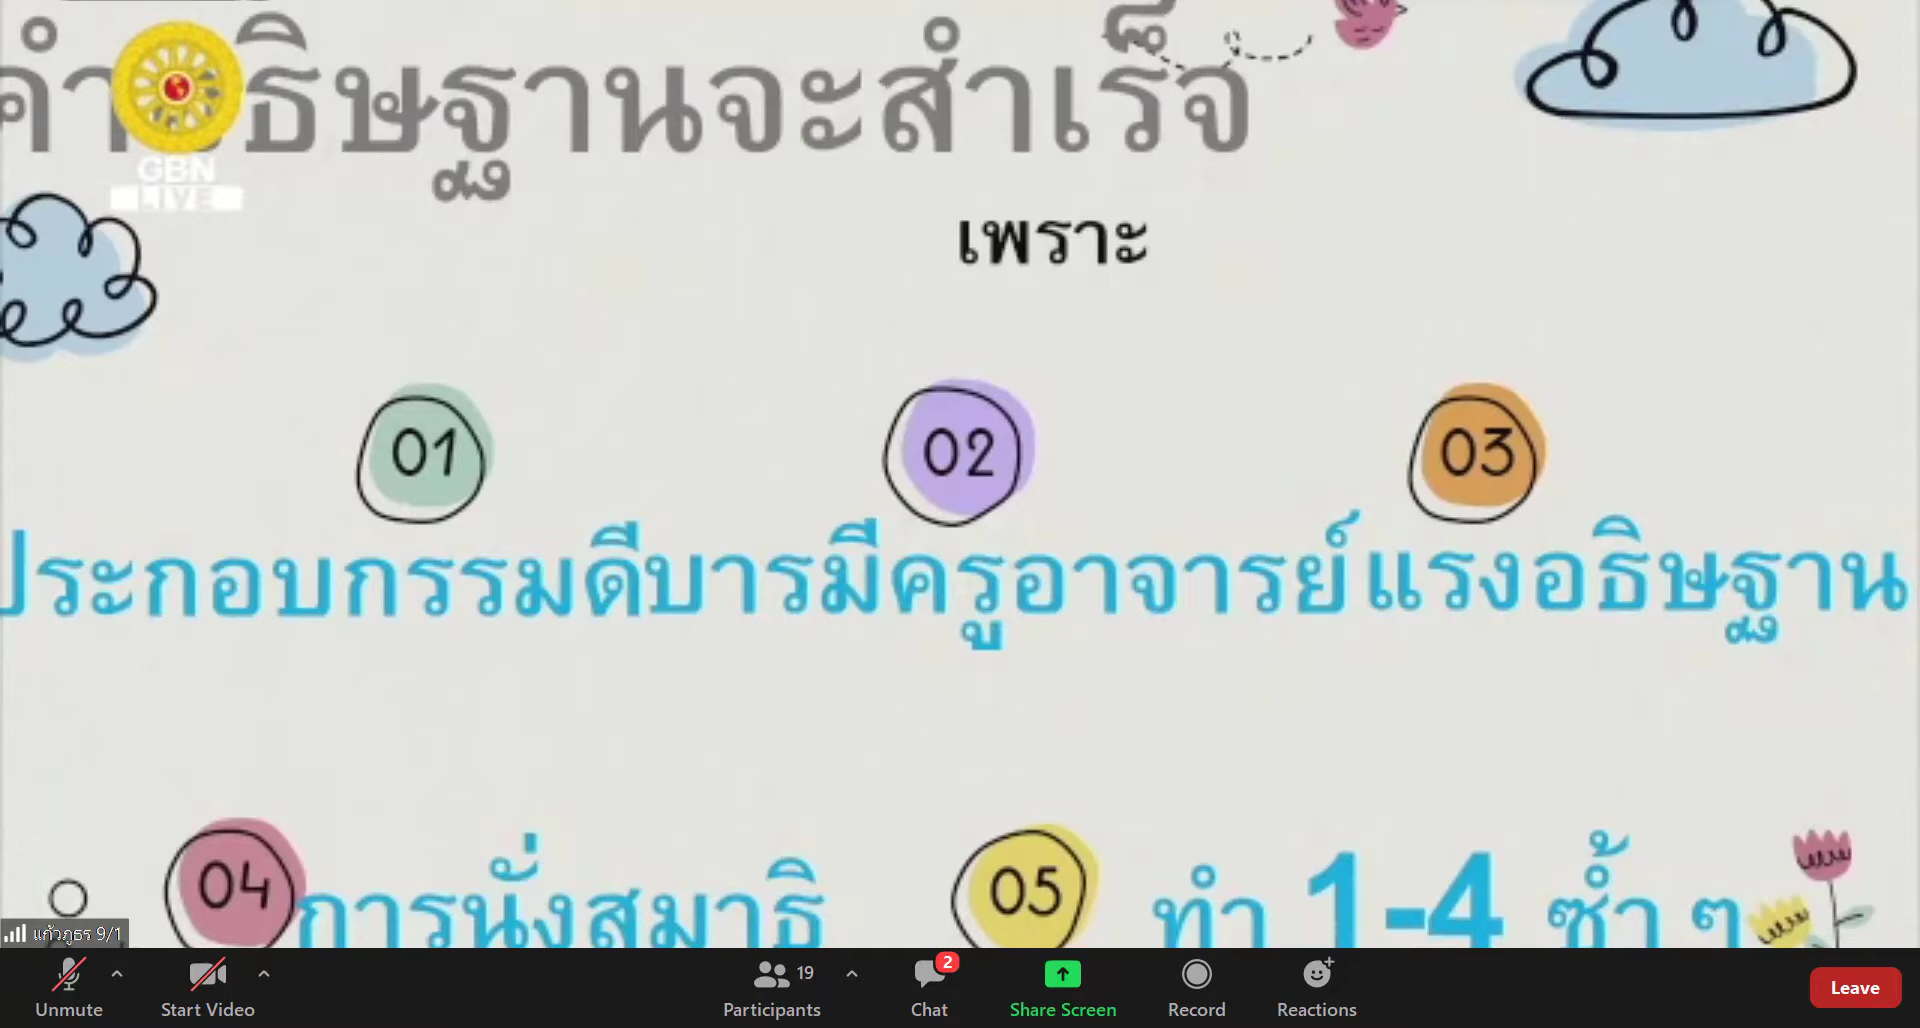 คำอธิษฐานจะสำเร็จ
GBN
LIVE
เพราะ
01
02
03
ประกอบกรรมดี
บารมีครูอาจารย์
แรงอธิษฐาน
04
การนั่งสมาธิ
05
ทำ 1-4 ซ้ำ ๆ
แก้วภูธร 9/1
Unmute
Start Video
19
Participants
2
Chat
Share Screen
Record
Reactions
Leave